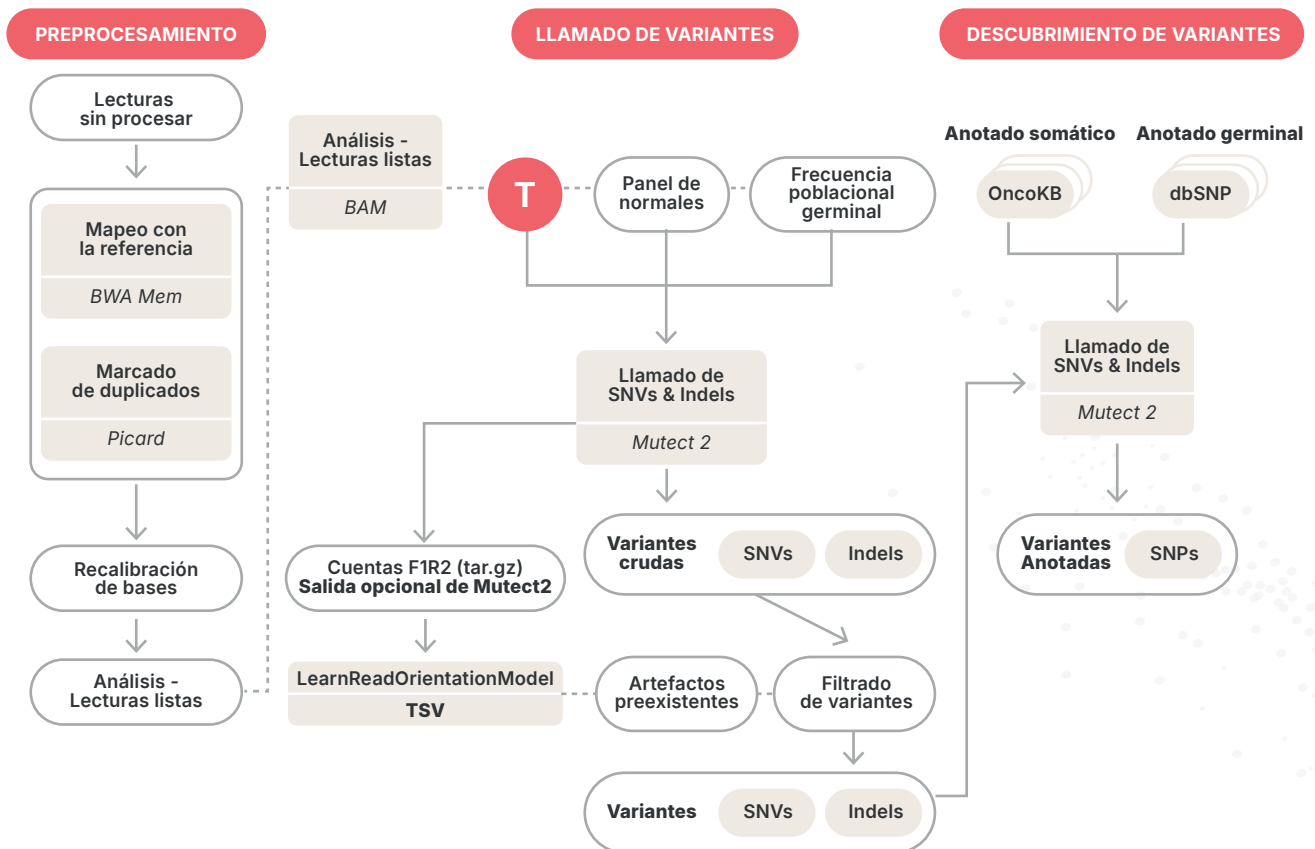 PREPROCESAMIENTO
Lecturas
sin procesar
Mapeo con
la referencia
BWA Mem
Marcado
de duplicados
Picard
Recalibración
de bases
Análisis -
Lecturas listas
LLAMADO DE VARIANTES
Análisis -
Lecturas listas
BAM
T
Panel de
normales
Frecuencia
poblacional
germinal
Llamado de
SNVs & Indels
Mutect 2
Cuentas F1R2 (tar.gz)
Salida opcional de Mutect2
Variantes
crudas
SNVs
Indels
LearnReadOrientationModel
TSV
Artefactos
preexistentes
Filtrado
de variantes
Variantes
SNVs
Indels
DESCUBRIMIENTO DE VARIANTES
Anotado somático
Anotado germinal
OncoKB
dbSNP
Llamado de
SNVs & Indels
Mutect 2
Variantes
Anotadas
SNPs